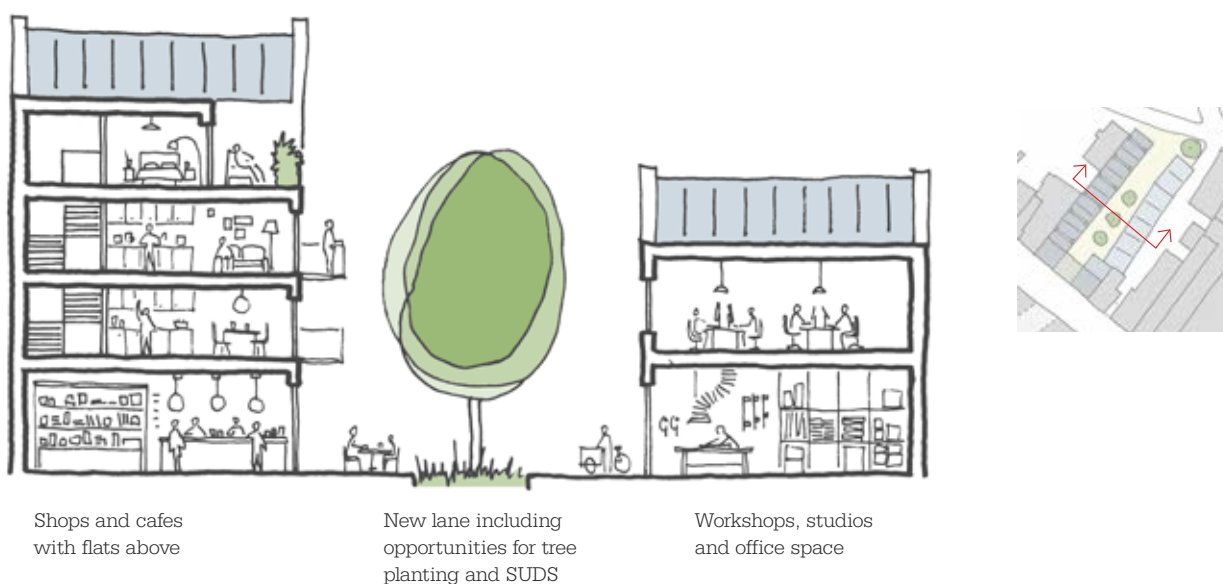 Shops and cafes
with flats above
New lane including
opportunities for tree
planting and SUDS
Workshops, studios
and office space